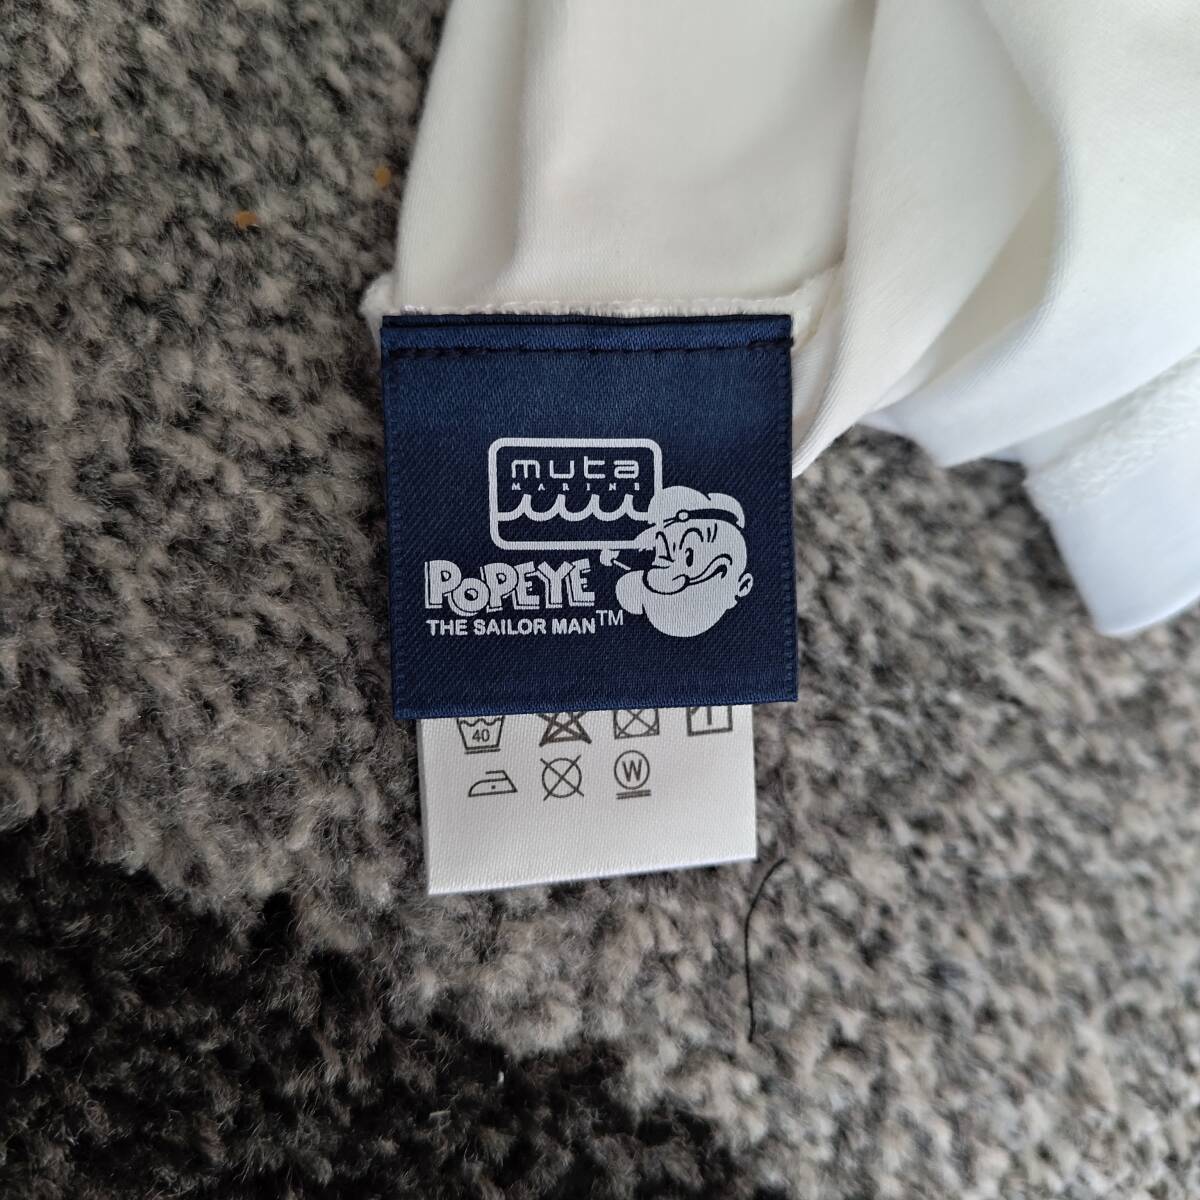 muta
MARINE
POPEYE
THE SAILOR MAN™
40
W